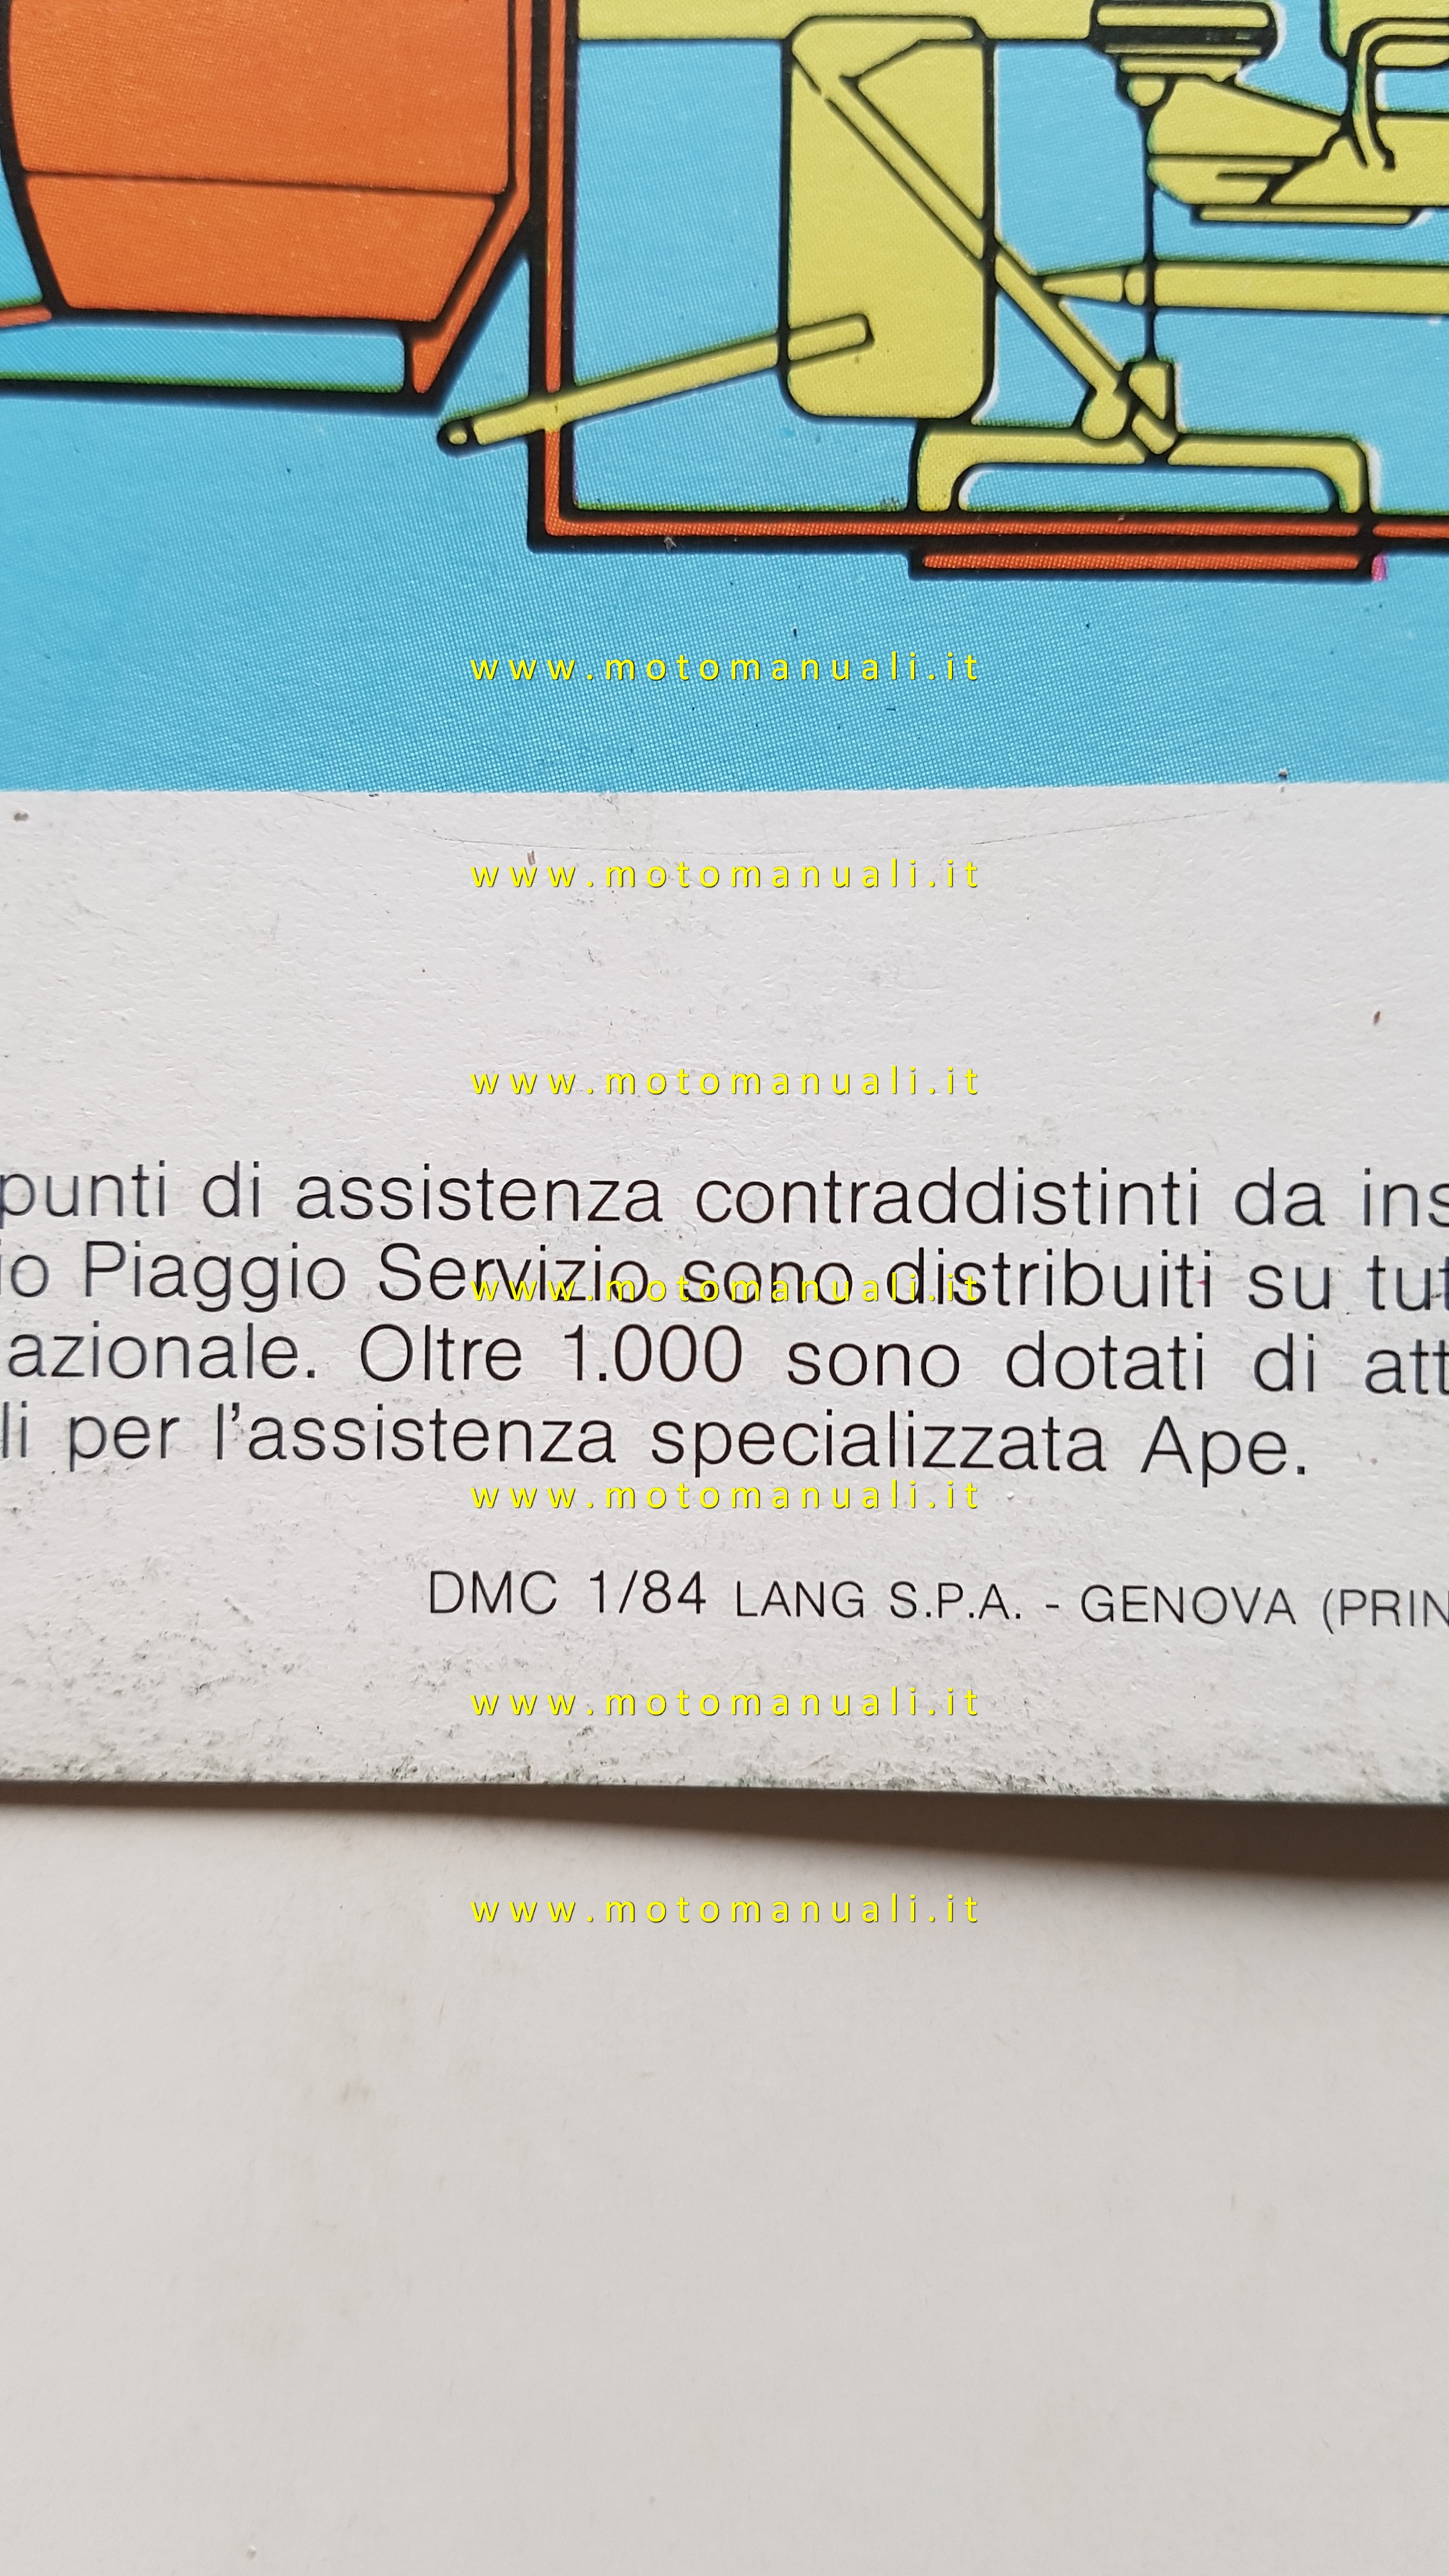 www.motomanuali.it
www.motomanuali.it
www.motomanuali.it
punti di assistenza contraddistinti da ins
io Piaggio Servizio sono distribuiti su tut
www.motomanuali.it
azionale. Oltre 1.000 sono dotati di att
li per l'assistenza specializzata Ape.
www.motomanuali.it
DMC 1/84 LANG S.P.A. - GENOVA (PRIN
www.motomanuali.it
www.motomanuali.it